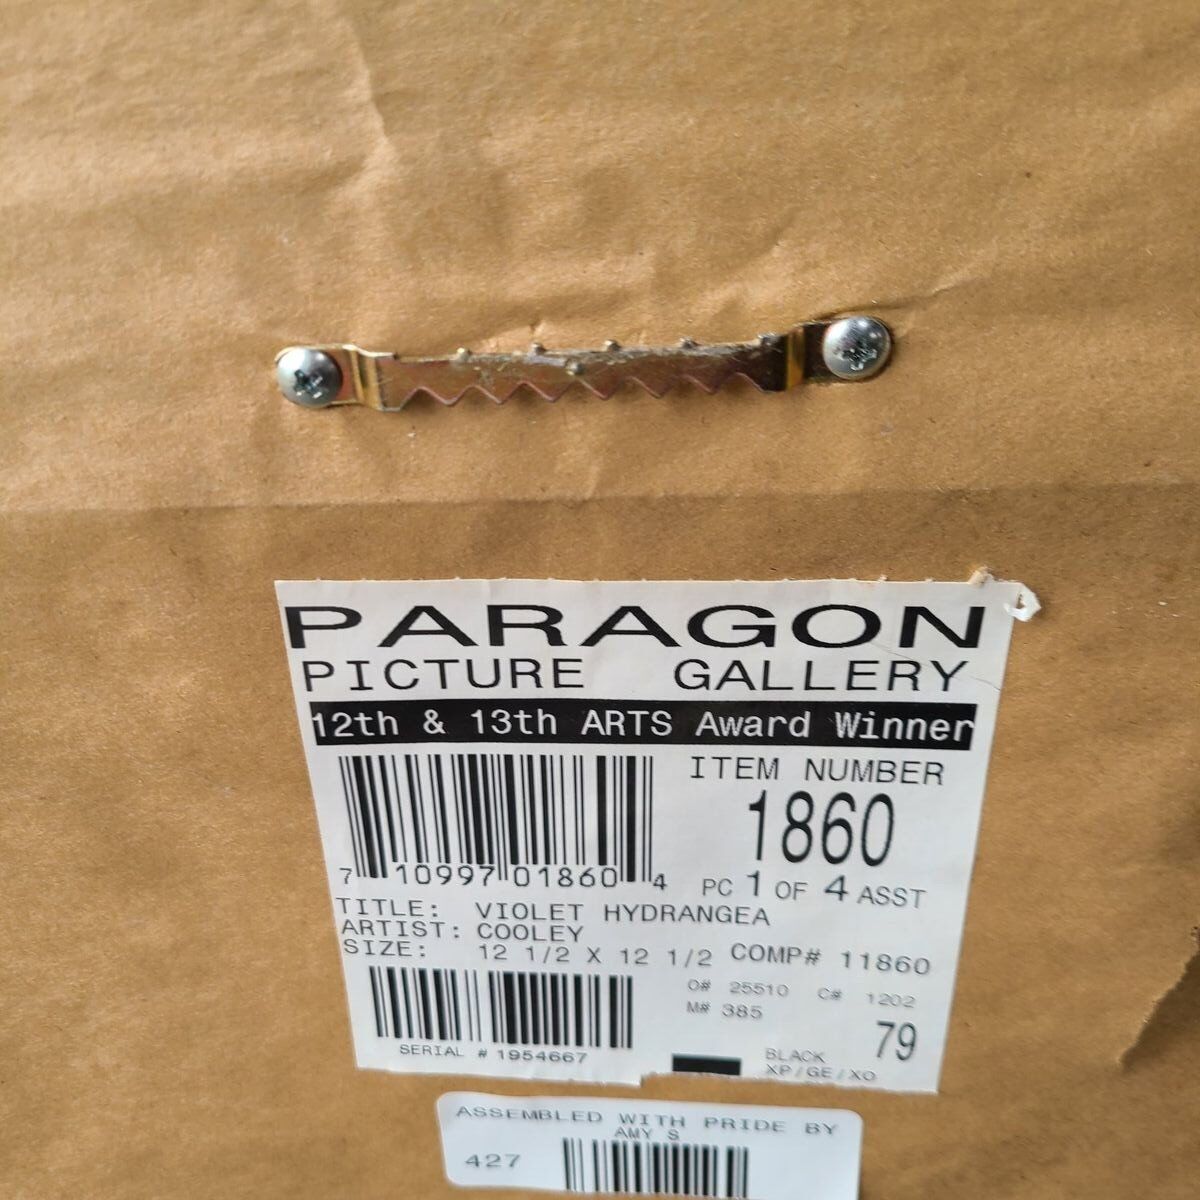 PARAGON
PICTURE GALLERY
12th & 13th ARTS Award Winner
ITEM NUMBER
1860
7 10997 01860 4
PC 1 OF 4 ASST
TITLE: VIOLET HYDRANGEA
ARTIST: COOLEY
SIZE: 12 1/2 X 12 1/2 COMP# 11860
O# 25510 C# 1202
M# 385
79
SERIAL # 1954667
BLACK
XP/GE/XO
ASSEMBLED WITH PRIDE BY
AMY S
427